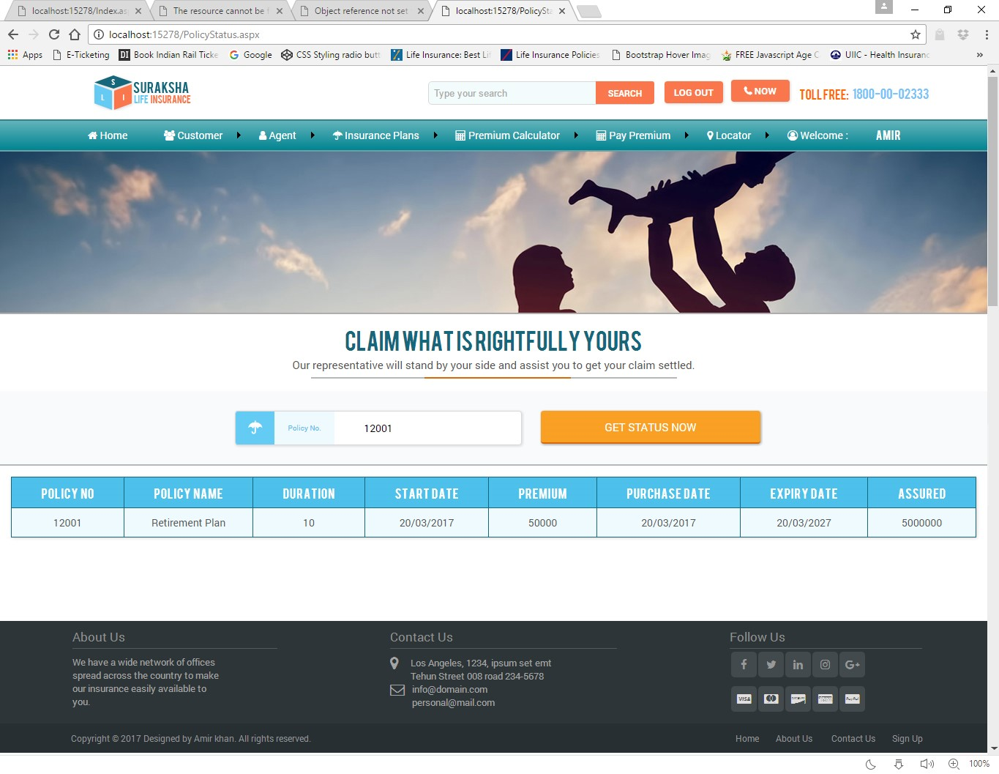 localhost:15278/Index.as
The resource cannot be f
Object reference not set
localhost:15278/PolicySta
localhost:15278/PolicyStatus.aspx
Apps
E-Ticketing
DI
Book Indian Rail Ticke
Google
CSS Styling radio butt
Life Insurance: Best Li
Life Insurance Policies
Bootstrap Hover Imag
FREE Javascript Age C
UIIC - Health Insuranc
»
S
L I
SURAKSHA
LIFE INSURANCE
Type your search
SEARCH
LOG OUT
NOW
TOLL FREE: 1800-00-02333
Home
Customer
Agent
Insurance Plans
Premium Calculator
Pay Premium
Locator
Welcome :
AMIR
CLAIM WHAT IS RIGHTFULLY YOURS
Our representative will stand by your side and assist you to get your claim settled.
Policy No.
12001
GET STATUS NOW
POLICY NO POLICY NAME DURATION START DATE PREMIUM PURCHASE DATE EXPIRY DATE ASSURED
12001 Retirement Plan 10 20/03/2017 50000 20/03/2017 20/03/2027 5000000
About Us
We have a wide network of offices
spread across the country to make
our insurance easily available to
you.
Contact Us
Los Angeles, 1234, ipsum set emt
Tehun Street 008 road 234-5678
info@domain.com
personal@mail.com
Follow Us
f in G+
VISA
PayPal
Copyright © 2017 Designed by Amir khan. All rights reserved.
Home
About Us
Contact Us
Sign Up
100%